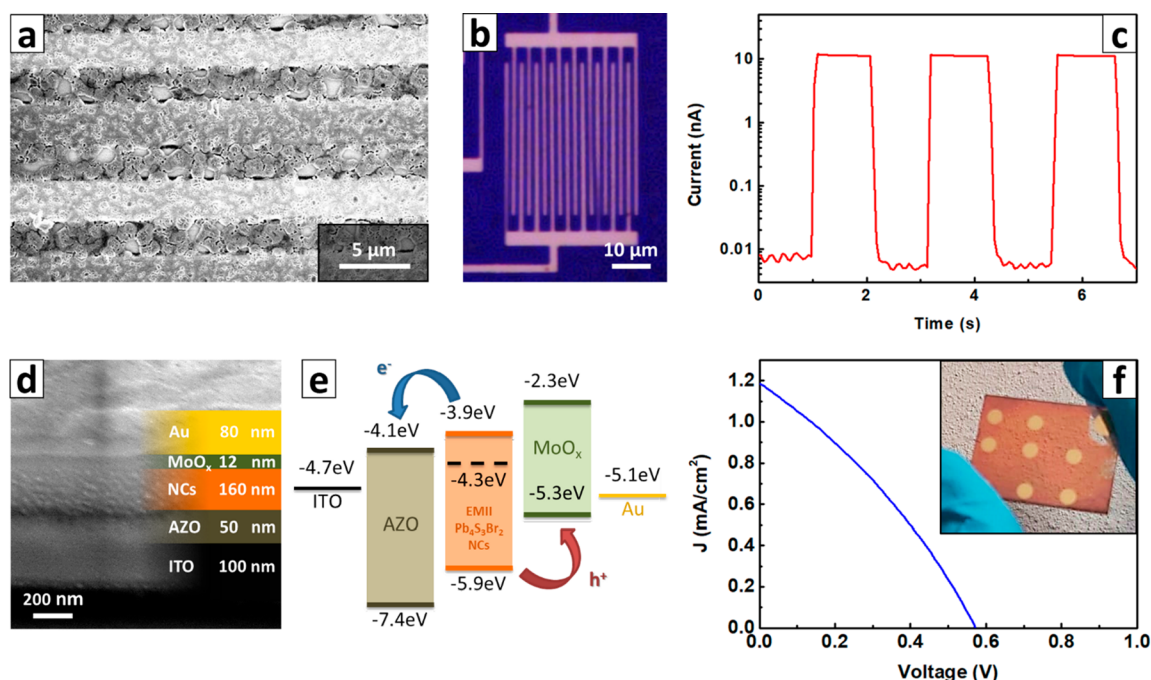 a
5 µm
b
10 µm
c
10
1
0.1
0.01
Current (nA)
0
2
4
6
Time (s)
d
Au 80 nm
MoOₓ 12 nm
NCs 160 nm
AZO 50 nm
ITO 100 nm
200 nm
e
e⁻
-2.3eV
-3.9eV
-4.1eV
MoOₓ
-4.7eV
-4.3eV
-5.1eV
ITO
-5.3eV
Au
AZO
EMII
Pb₄S₃Br₂
NCs
-5.9eV
h⁺
-7.4eV
f
1.2
1.0
0.8
0.6
0.4
0.2
0.0
J (mA/cm²)
0.0
0.2
0.4
0.6
0.8
1.0
Voltage (V)